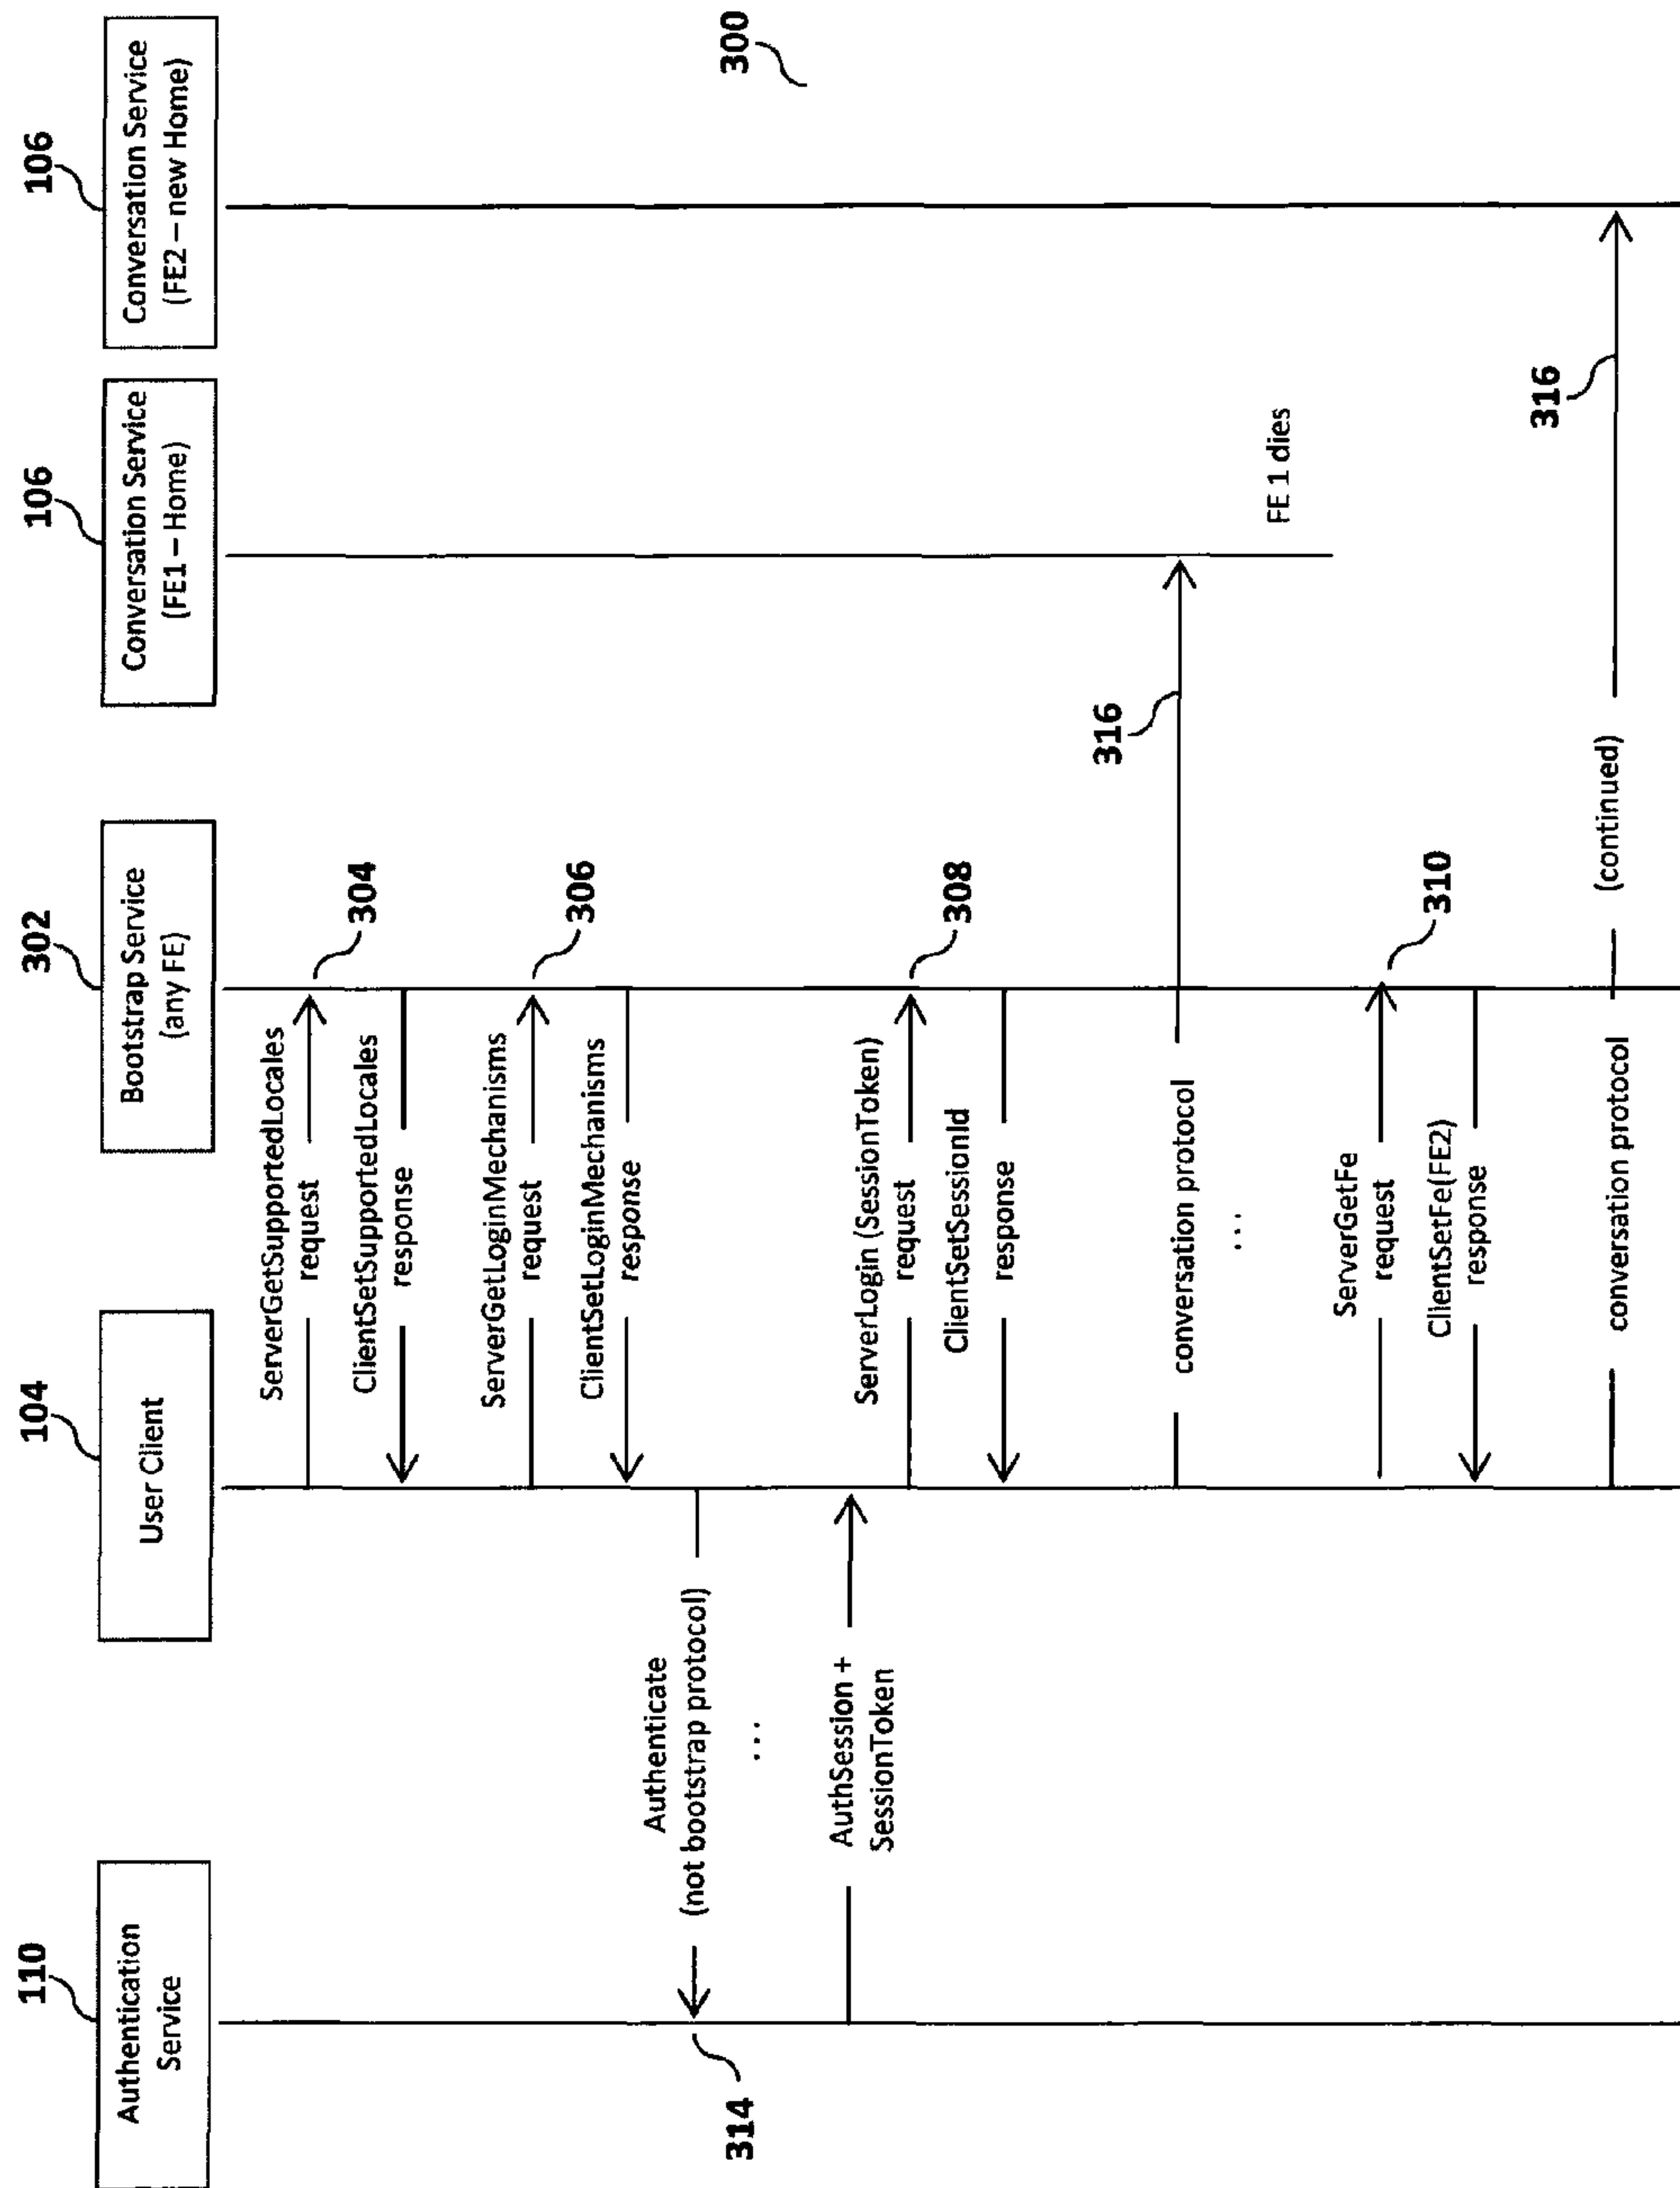 110
Authentication
Service
104
User Client
302
Bootstrap Service
(any FE)
106
Conversation Service
(FE1 – Home)
106
Conversation Service
(FE2 – new Home)
300
ServerGetSupportedLocales
request
304
ClientSetSupportedLocales
response
ServerGetLoginMechanisms
request
306
ClientSetLoginMechanisms
response
Authenticate
(not bootstrap protocol)
314
...
AuthSession +
SessionToken
ServerLogin (SessionToken)
request
308
ClientSetSessionId
response
conversation protocol
316
...
FE 1 dies
ServerGetFe
request
310
ClientSetFe(FE2)
response
conversation protocol
(continued)
316